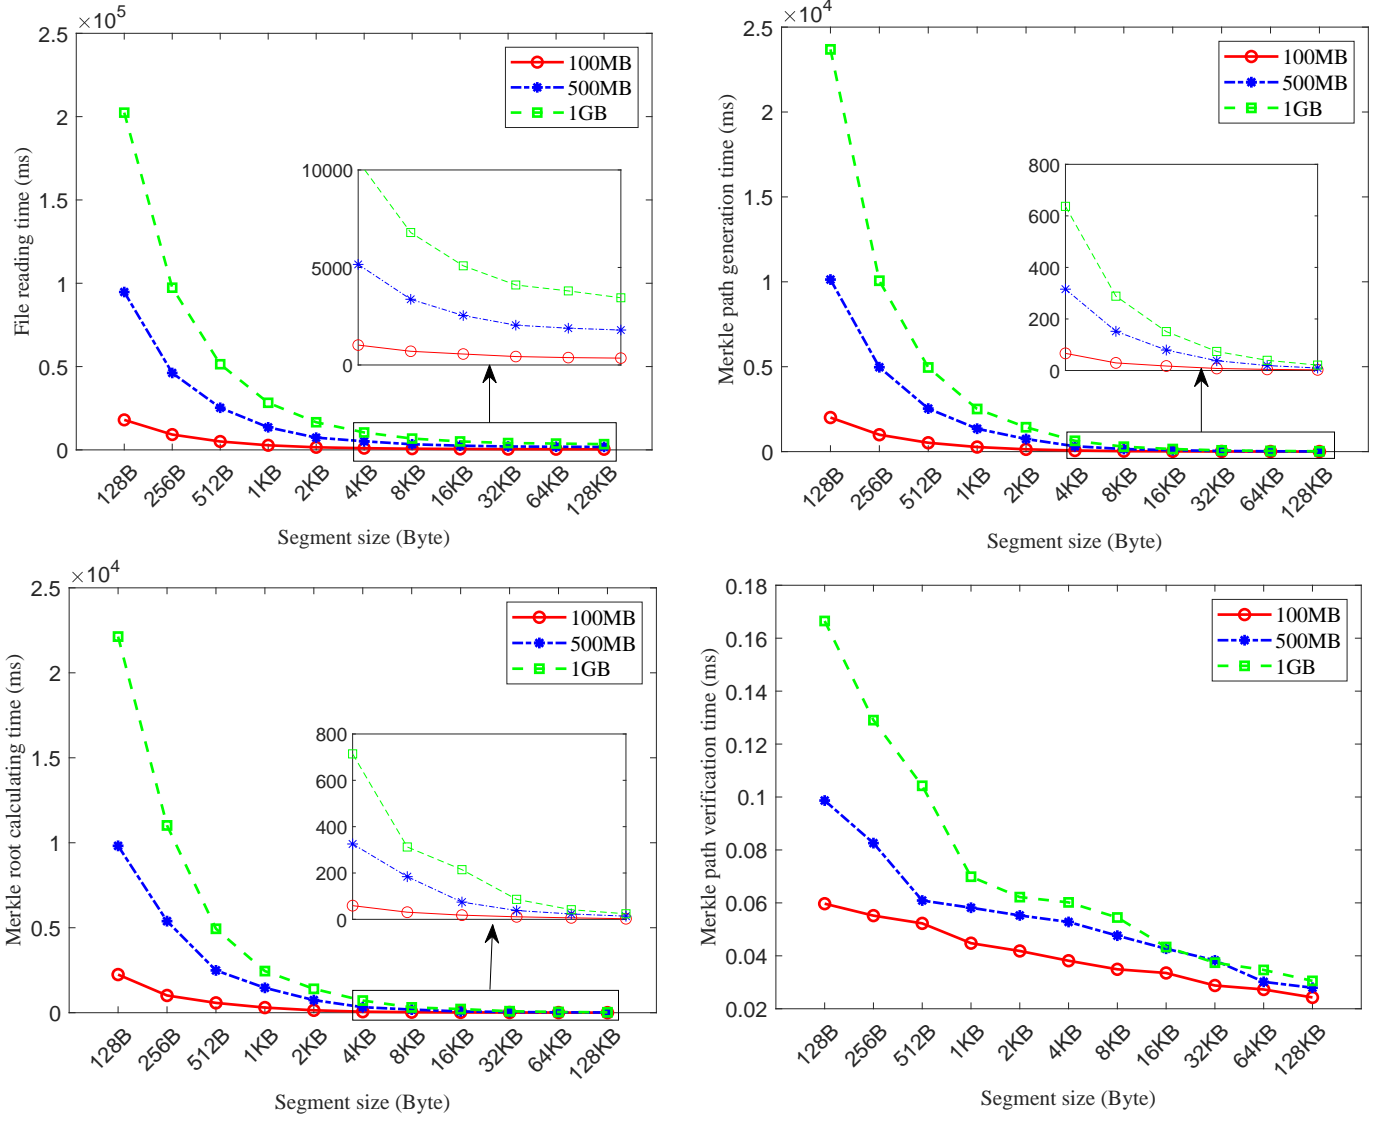 ×10^5
2.5
2
1.5
1
0.5
0
File reading time (ms)
100MB
500MB
1GB
10000
5000
0
128B
256B
512B
1KB
2KB
4KB
8KB
16KB
32KB
64KB
128KB
Segment size (Byte)
×10^4
2.5
2
1.5
1
0.5
0
Merkle path generation time (ms)
100MB
500MB
1GB
800
600
400
200
0
128B
256B
512B
1KB
2KB
4KB
8KB
16KB
32KB
64KB
128KB
Segment size (Byte)
×10^4
2.5
2
1.5
1
0.5
0
Merkle root calculating time (ms)
100MB
500MB
1GB
800
600
400
200
0
128B
256B
512B
1KB
2KB
4KB
8KB
16KB
32KB
64KB
128KB
Segment size (Byte)
0.18
0.16
0.14
0.12
0.1
0.08
0.06
0.04
0.02
Merkle path verification time (ms)
100MB
500MB
1GB
128B
256B
512B
1KB
2KB
4KB
8KB
16KB
32KB
64KB
128KB
Segment size (Byte)